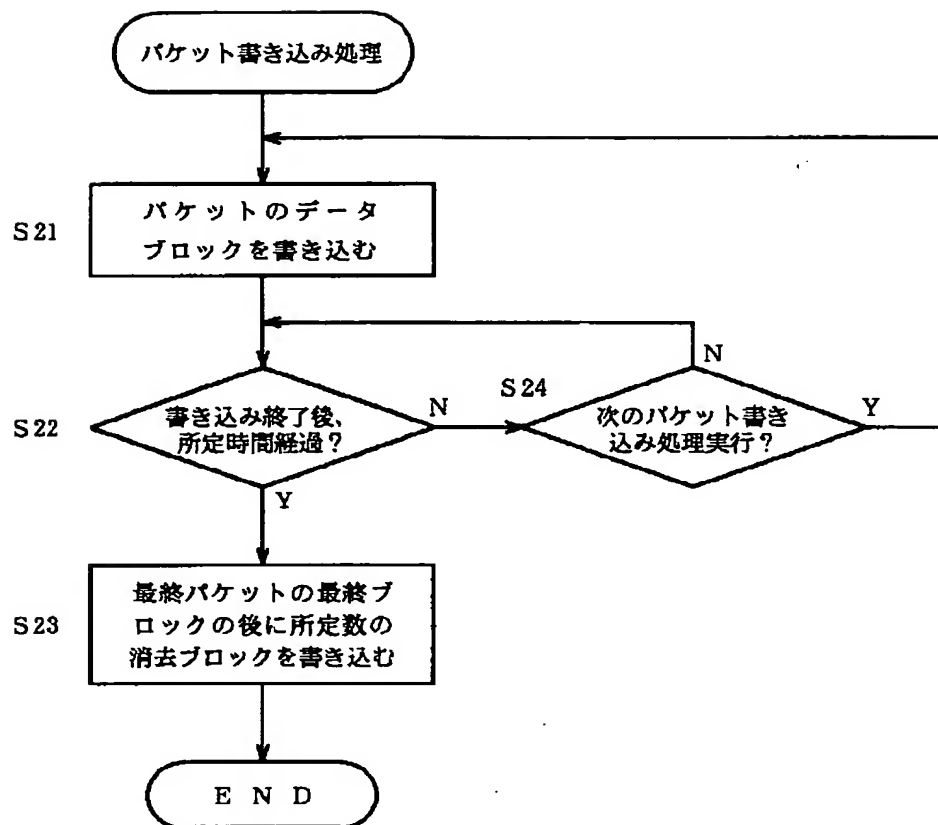 パケット書き込み処理
S21
パケットのデータ
ブロックを書き込む
S22
書き込み終了後、
所定時間経過?
N
Y
S24
次のパケット書き
込み処理実行?
N
Y
S23
最終パケットの最終ブ
ロックの後に所定数の
消去ブロックを書き込む
END